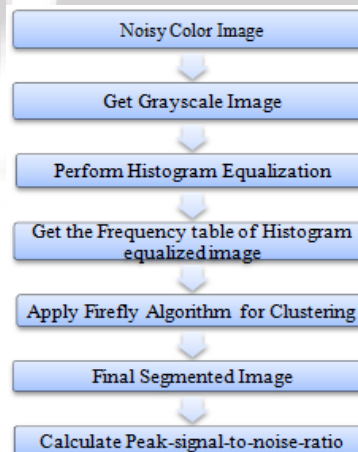 Noisy Color Image
Get Grayscale Image
Perform Histogram Equalization
Get the Frequency table of Histogram
equalized image
Apply Firefly Algorithm for Clustering
Final Segmented Image
Calculate Peak-signal-to-noise-ratio